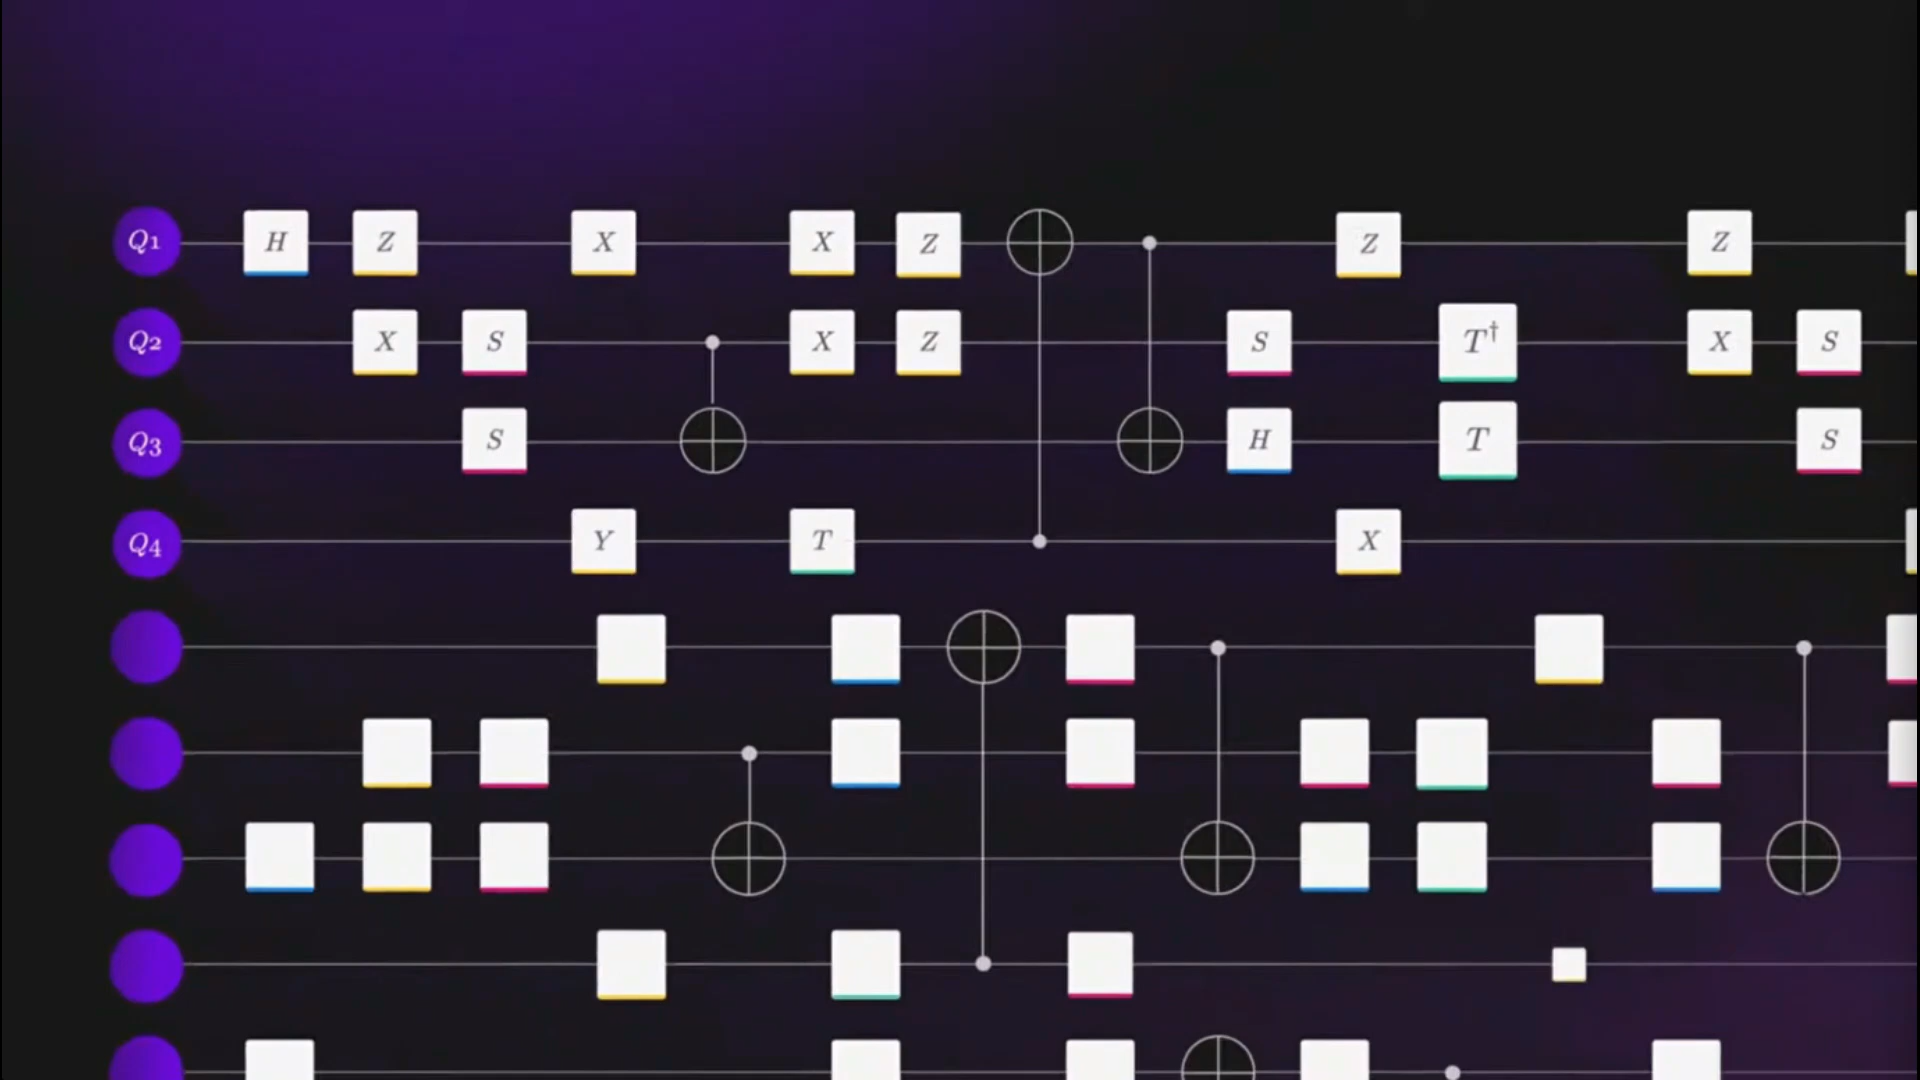 Q1 H Z X X Z Z Z
Q2 X S X Z S T† X S
Q3 S H T S
Q4 Y T X